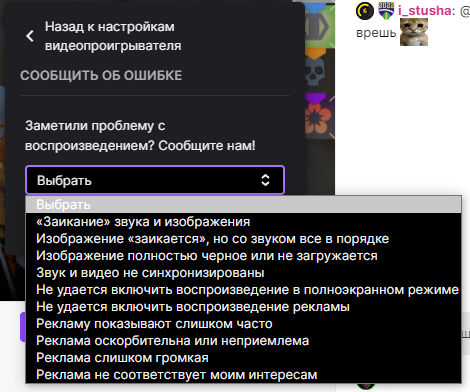 Назад к настройкам
видеопроигрывателя
СООБЩИТЬ ОБ ОШИБКЕ
Заметили проблему с
воспроизведением? Сообщите нам!
Выбрать
Выбрать
«Заикание» звука и изображения
Изображение «заикается», но со звуком все в порядке
Изображение полностью черное или не загружается
Звук и видео не синхронизированы
Не удается включить воспроизведение в полноэкранном режиме
Не удается включить воспроизведение рекламы
Рекламу показывают слишком часто
Реклама оскорбительна или неприемлема
Реклама слишком громкая
Реклама не соответствует моим интересам
i_stusha: @
врешь